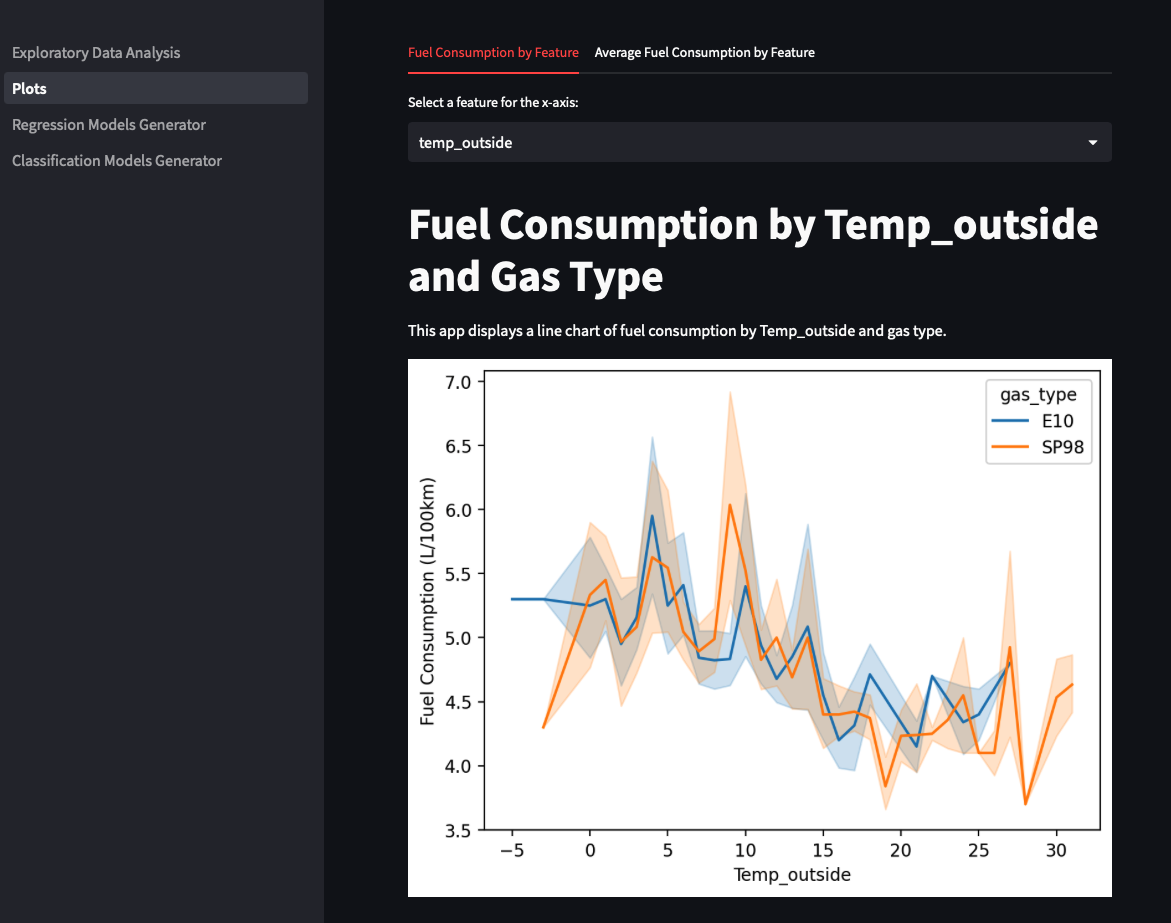 Exploratory Data Analysis
Plots
Regression Models Generator
Classification Models Generator
Fuel Consumption by Feature
Average Fuel Consumption by Feature
Select a feature for the x-axis:
temp_outside
Fuel Consumption by Temp_outside
and Gas Type
This app displays a line chart of fuel consumption by Temp_outside and gas type.
gas_type
E10
SP98
Fuel Consumption (L/100km)
7.0
6.5
6.0
5.5
5.0
4.5
4.0
3.5
−5 0 5 10 15 20 25 30
Temp_outside